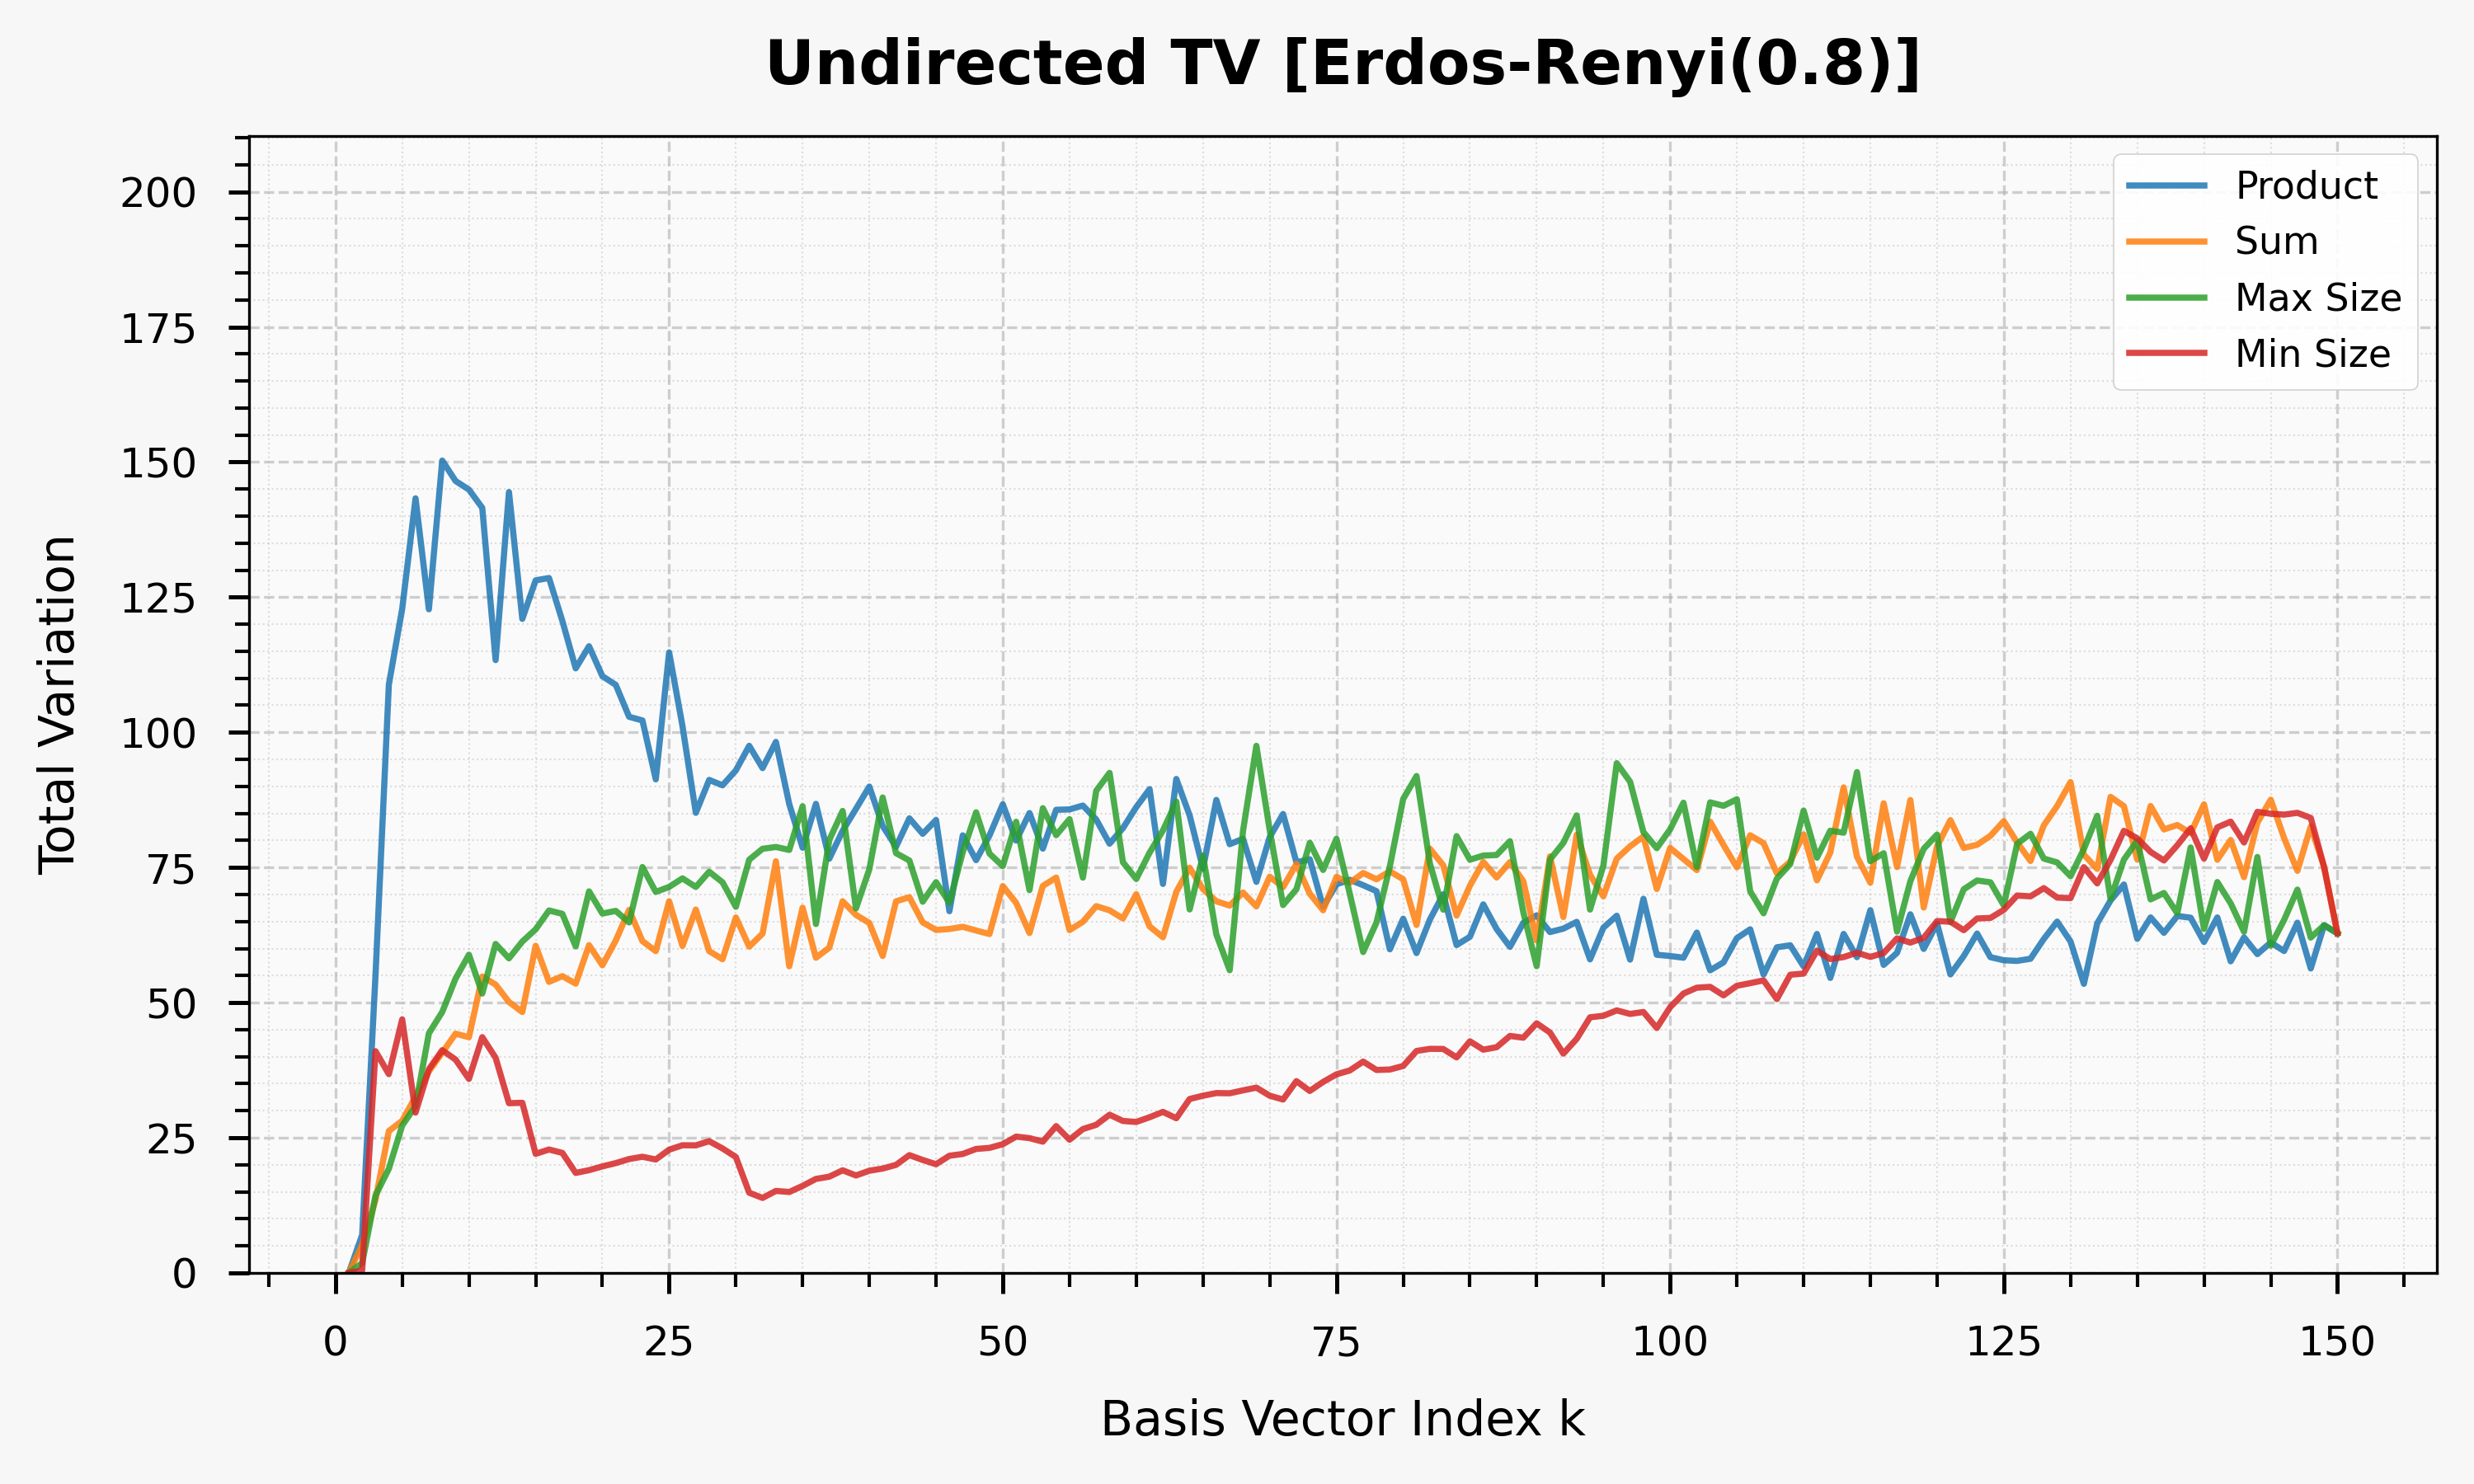 Undirected TV [Erdos-Renyi(0.8)]
Total Variation
200
175
150
125
100
75
50
25
0
0 25 50 75 100 125 150
Basis Vector Index k
Product
Sum
Max Size
Min Size